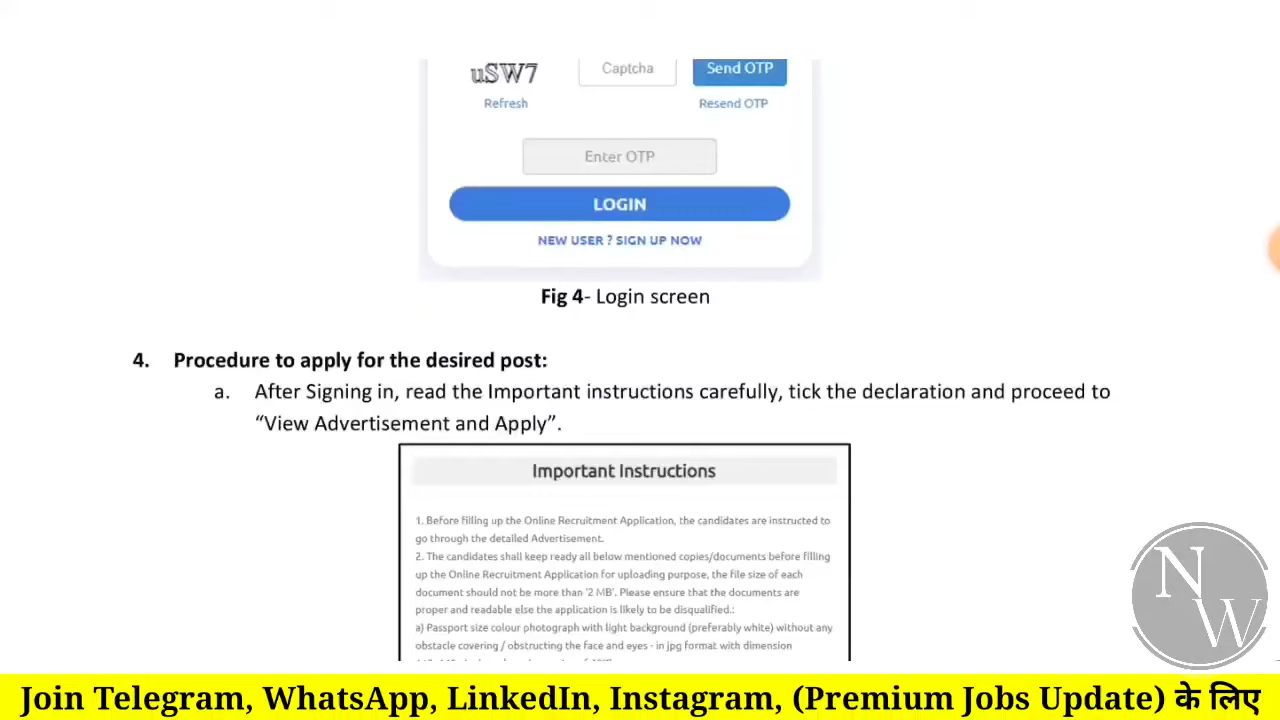 uSW7 Captcha Send OTP
Refresh Resend OTP
Enter OTP
LOGIN
NEW USER ? SIGN UP NOW
Fig 4- Login screen
4. Procedure to apply for the desired post:
a. After Signing in, read the Important instructions carefully, tick the declaration and proceed to
“View Advertisement and Apply”.
Important Instructions
1. Before filling up the Online Recruitment Application, the candidates are instructed to
go through the detailed Advertisement.
2. The candidates shall keep ready all below mentioned copies/documents before filling
up the Online Recruitment Application for uploading purpose, the file size of each
document should not be more than '2 MB'. Please ensure that the documents are
proper and readable else the application is likely to be disqualified.:
a) Passport size colour photograph with light background (preferably white) without any
obstacle covering / obstructing the face and eyes - in jpg format with dimension
N
W
Join Telegram, WhatsApp, LinkedIn, Instagram, (Premium Jobs Update) के लिए